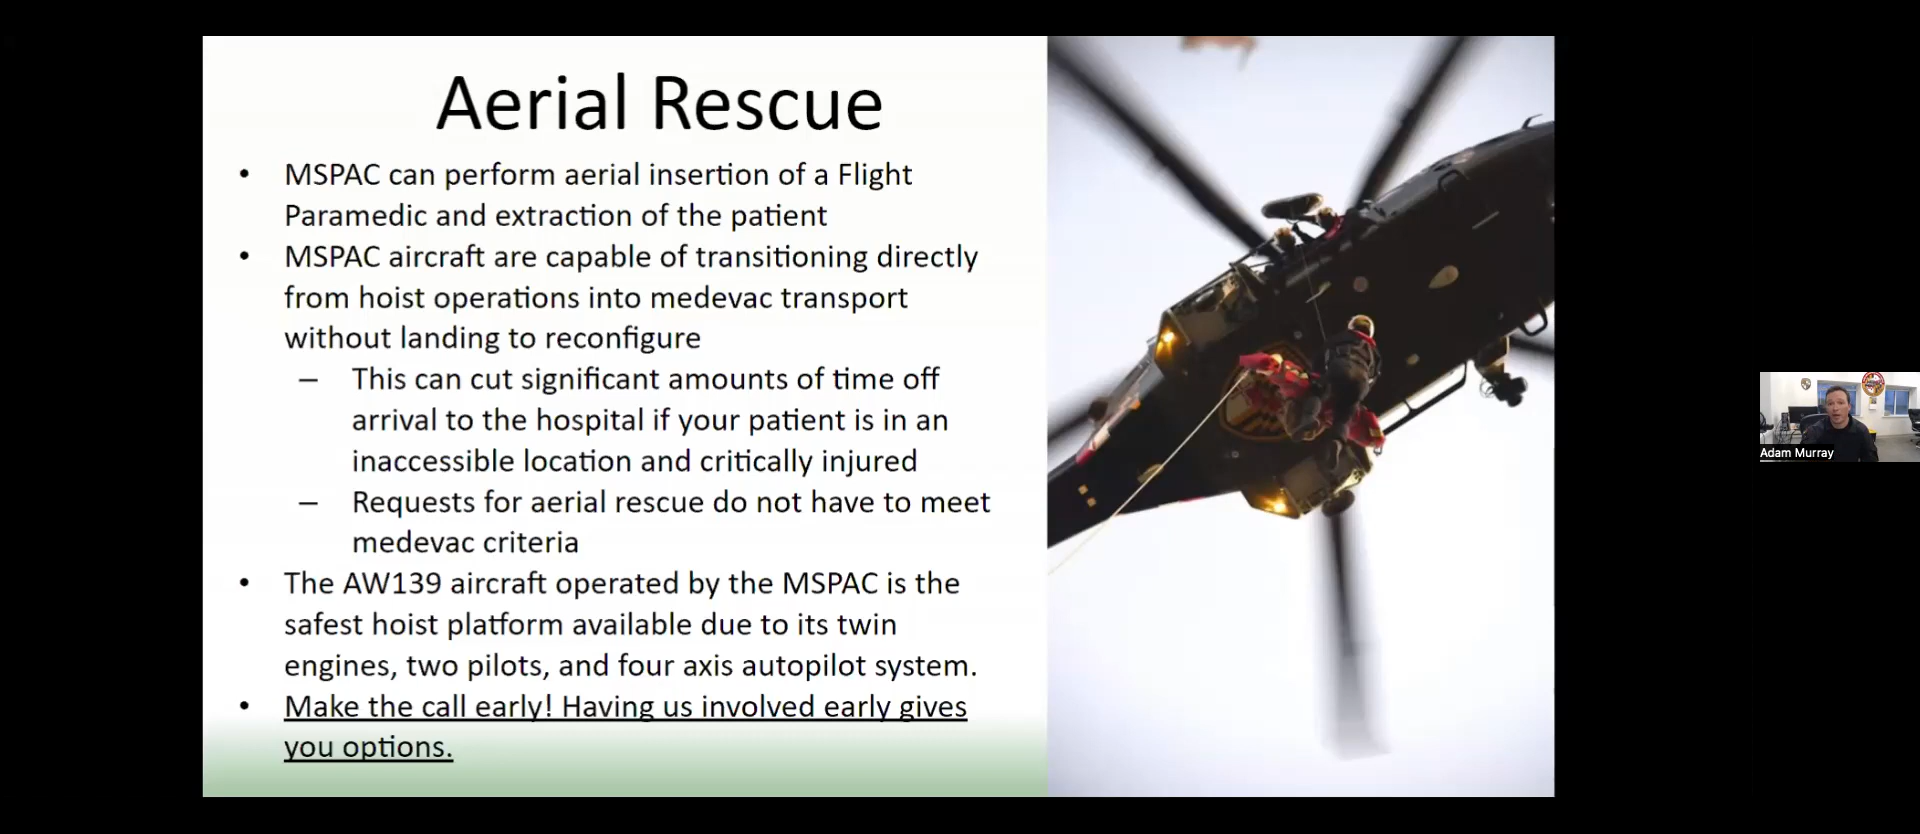 Aerial Rescue
• MSPAC can perform aerial insertion of a Flight
Paramedic and extraction of the patient
• MSPAC aircraft are capable of transitioning directly
from hoist operations into medevac transport
without landing to reconfigure
– This can cut significant amounts of time off
arrival to the hospital if your patient is in an
inaccessible location and critically injured
– Requests for aerial rescue do not have to meet
medevac criteria
• The AW139 aircraft operated by the MSPAC is the
safest hoist platform available due to its twin
engines, two pilots, and four axis autopilot system.
• Make the call early! Having us involved early gives
you options.
Adam Murray